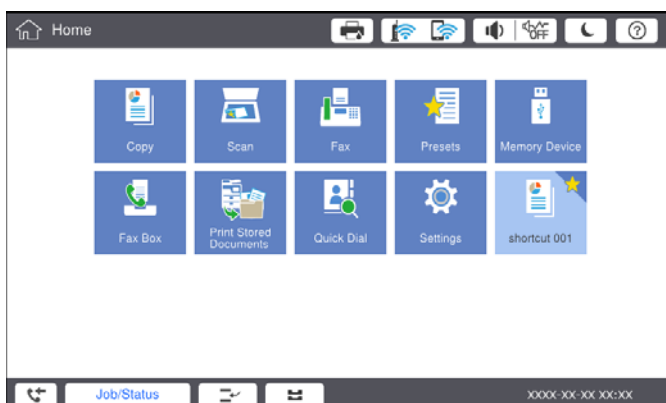 Home
OFF
?
Copy
Scan
Fax
Presets
Memory Device
Fax Box
Print Stored
Documents
Quick Dial
Settings
shortcut 001
Job/Status
XXXX-XX-XX XX:XX